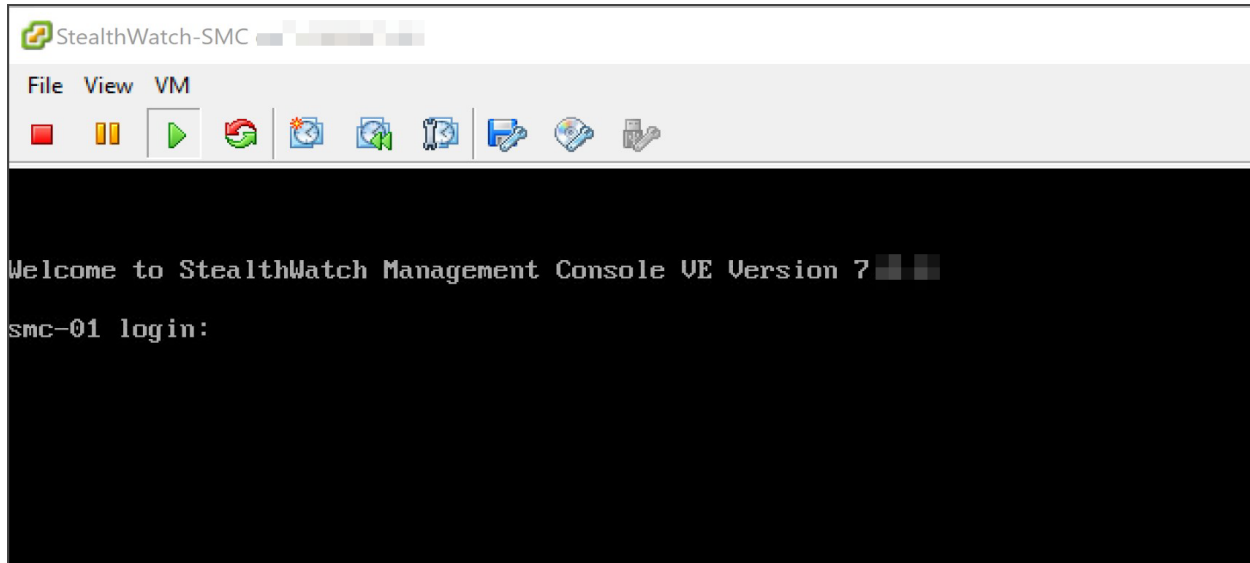 StealthWatch-SMC
File View VM
Welcome to StealthWatch Management Console VE Version 7
smc-01 login: